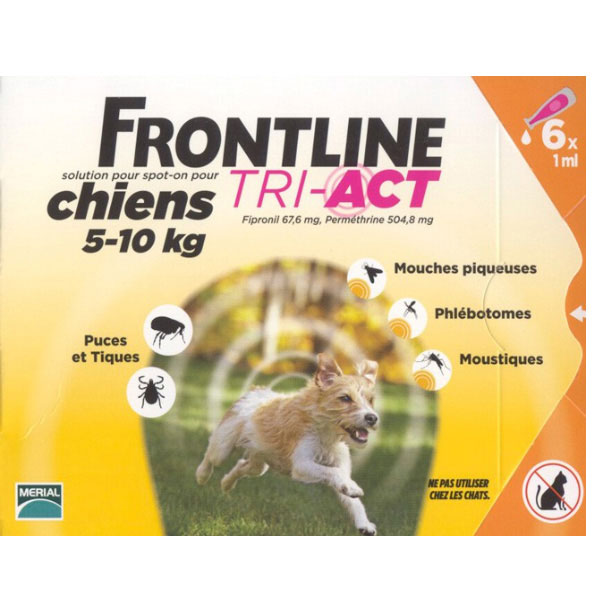 FRONTLINE
TRI-ACT
solution pour spot-on pour
chiens
5-10 kg
Fipronil 67,6 mg, Perméthrine 504,8 mg
6x
1 ml
Mouches piqueuses
Phlébotomes
Moustiques
Puces
et Tiques
NE PAS UTILISER
CHEZ LES CHATS.
MERIAL